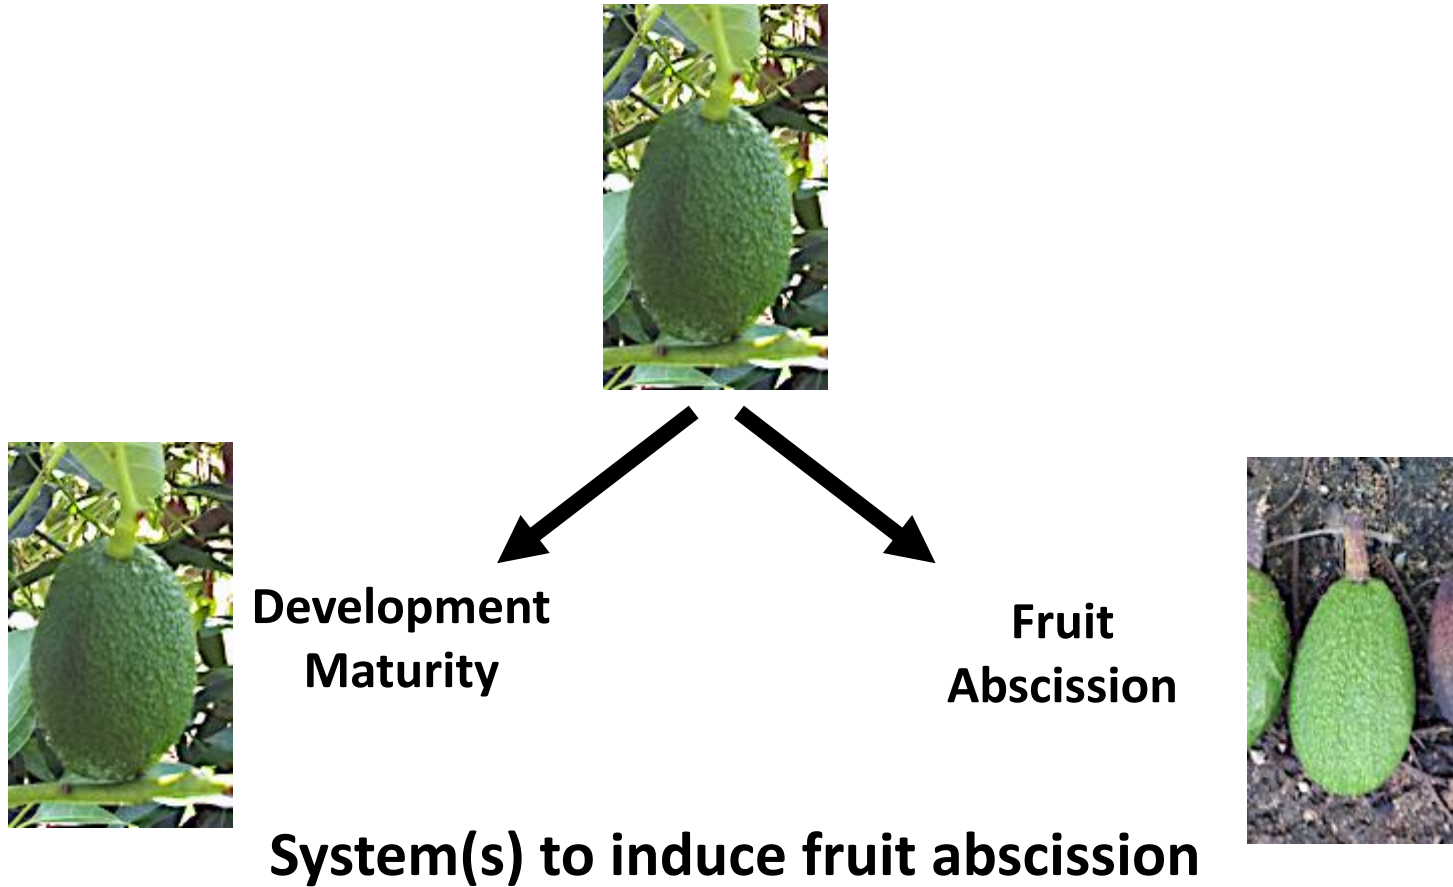 Development
Maturity
Fruit
Abscission
System(s) to induce fruit abscission